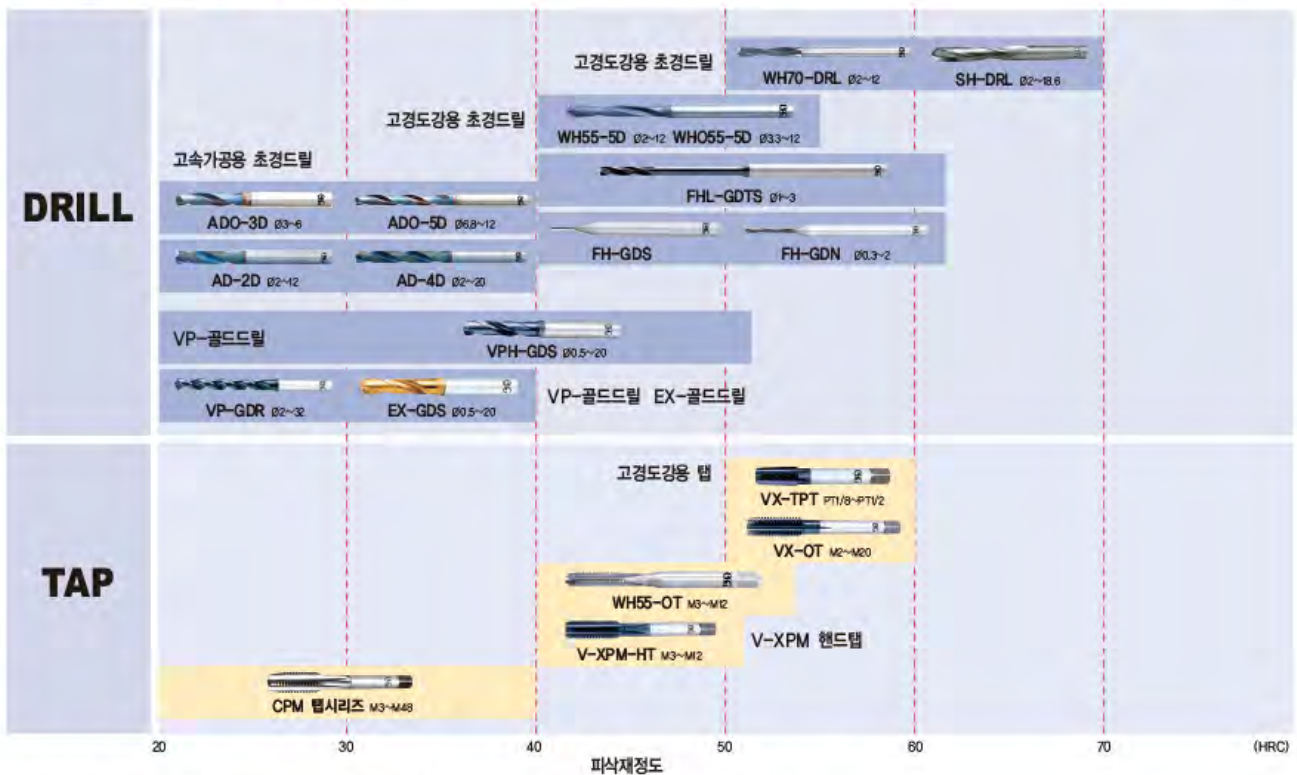 고경도강용 초경드릴
WH70-DRL Ø2~12
SH-DRL Ø2~18.6
고경도강용 초경드릴
WH55-5D Ø2~12 WHO55-5D Ø3.3~12
고속가공용 초경드릴
FHL-GDTS Ø1~3
DRILL
ADO-3D Ø3~6
ADO-5D Ø6.8~12
FH-GDS
FH-GDN Ø0.3~2
AD-2D Ø2~12
AD-4D Ø2~20
VP-골드드릴
VPH-GDS Ø0.5~20
VP-GDR Ø2~32
EX-GDS Ø0.5~20
VP-골드드릴 EX-골드드릴
고경도강용 탭
VX-TPT PT1/8~PT1/2
VX-OT M2~M20
TAP
WH55-OT M3~M12
V-XPM-HT M3~M12
V-XPM 핸드탭
CPM 탭시리즈 M3~M48
20 30 40 50 60 70 (HRC)
피삭재정도